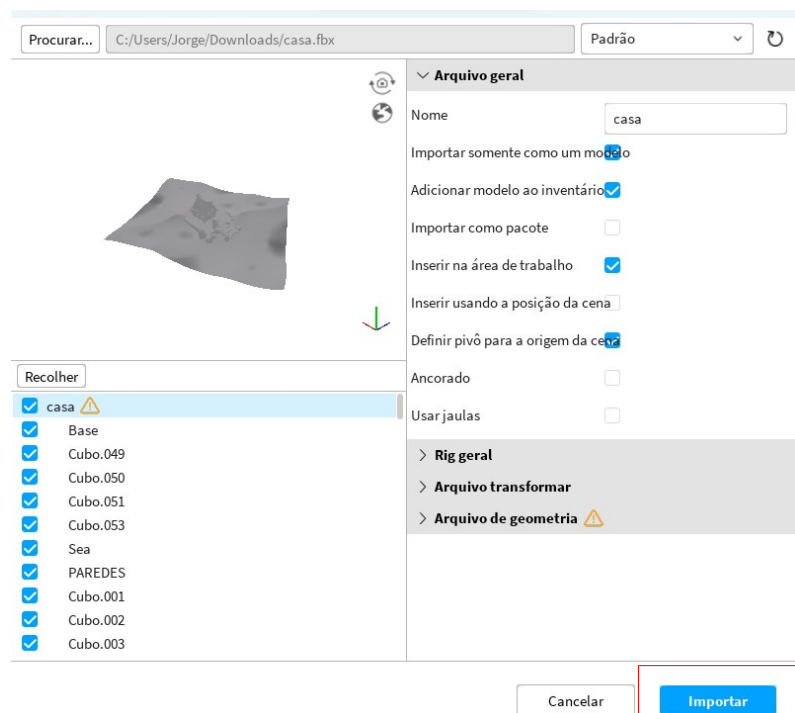 Procurar... C:/Users/Jorge/Downloads/casa.fbx Padrão
Arquivo geral
Nome casa
Importar somente como um modelo
Adicionar modelo ao inventário
Importar como pacote
Inserir na área de trabalho
Inserir usando a posição da cena
Definir pivô para a origem da cena
Ancorado
Usar jaulas
Rig geral
Arquivo transformar
Arquivo de geometria
Recolher
casa
Base
Cubo.049
Cubo.050
Cubo.051
Cubo.053
Sea
PAREDES
Cubo.001
Cubo.002
Cubo.003
Cancelar Importar